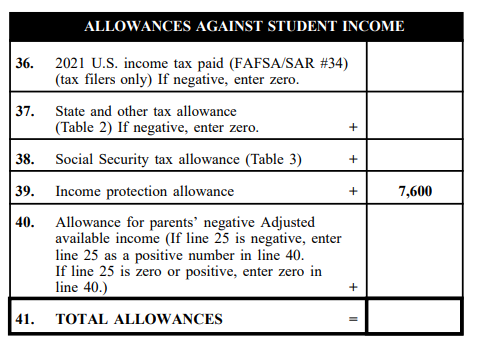 ALLOWANCES AGAINST STUDENT INCOME
36. 2021 U.S. income tax paid (FAFSA/SAR #34)
(tax filers only) If negative, enter zero.
37. State and other tax allowance
(Table 2) If negative, enter zero. +
38. Social Security tax allowance (Table 3) +
39. Income protection allowance + 7,600
40. Allowance for parents' negative Adjusted
available income (If line 25 is negative, enter
line 25 as a positive number in line 40.
If line 25 is zero or positive, enter zero in
line 40.) +
41. TOTAL ALLOWANCES =